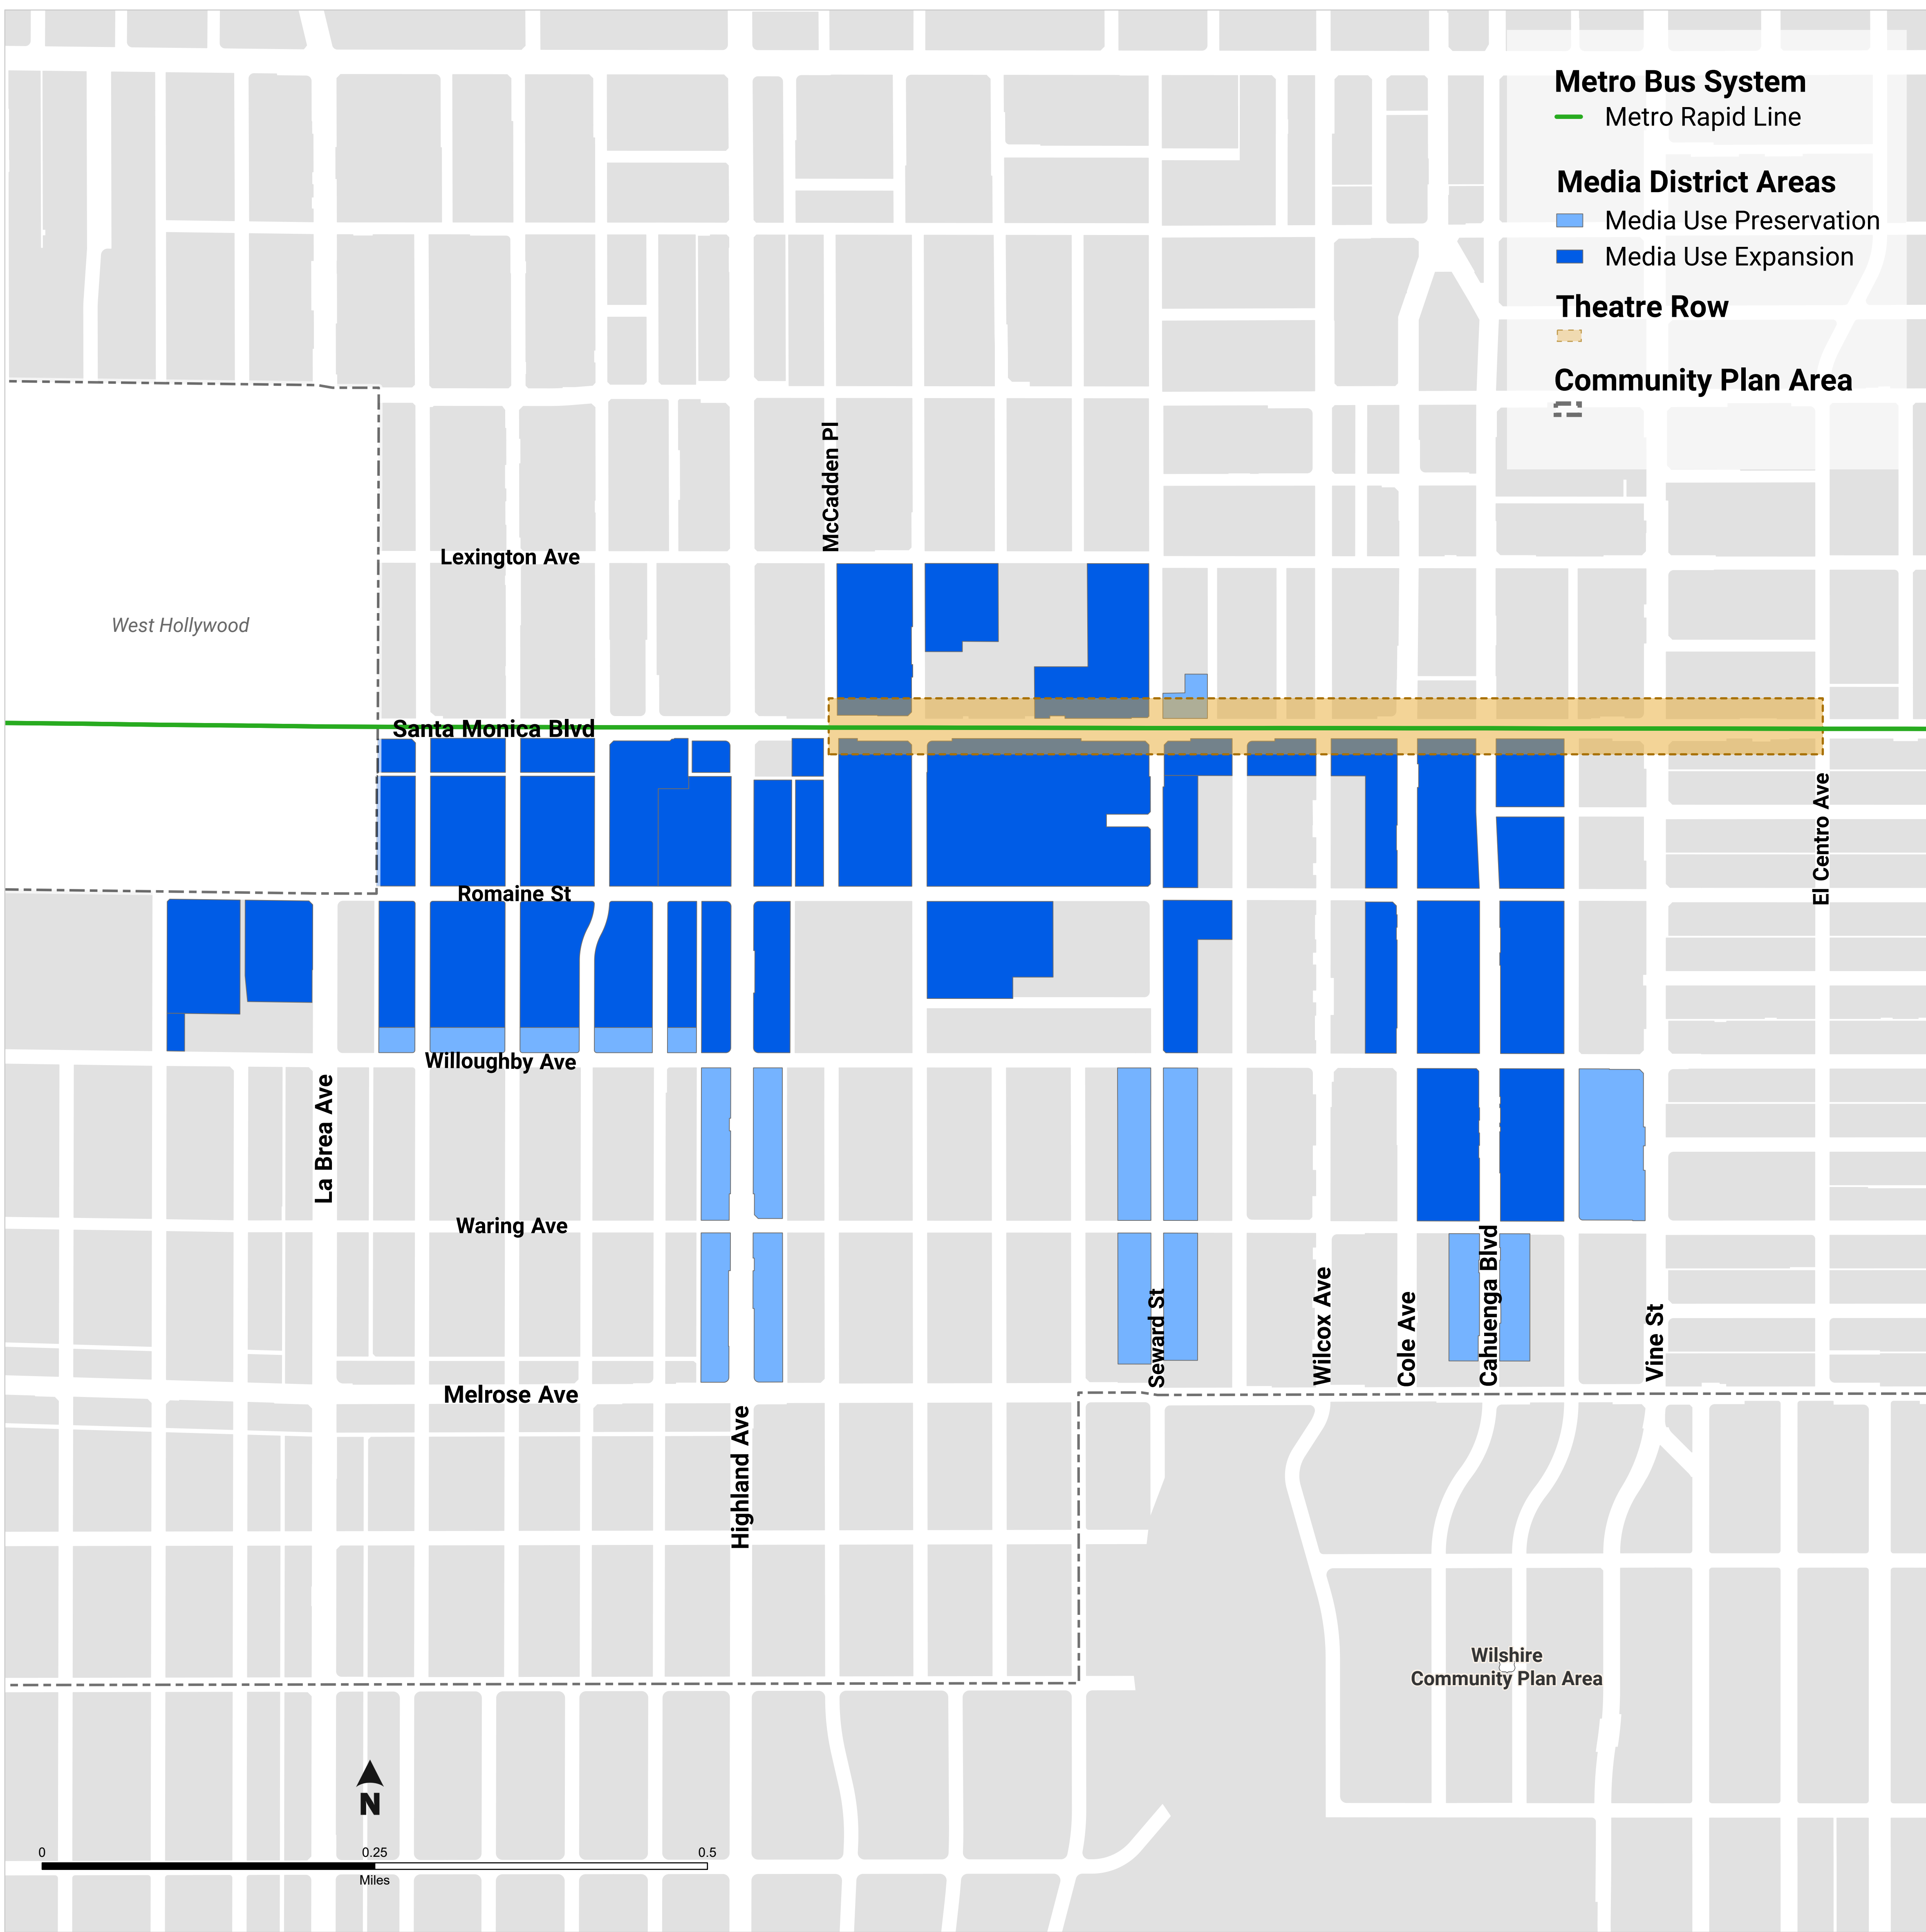 Metro Bus System
Metro Rapid Line
Media District Areas
Media Use Preservation
Media Use Expansion
Theatre Row
Community Plan Area
McCadden Pl
Lexington Ave
West Hollywood
Santa Monica Blvd
El Centro Ave
Romaine St
Willoughby Ave
La Brea Ave
Waring Ave
Seward St
Wilcox Ave
Cole Ave
Cahuenga Blvd
Vine St
Melrose Ave
Highland Ave
Wilshire
Community Plan Area
N
0 0.25 0.5
Miles